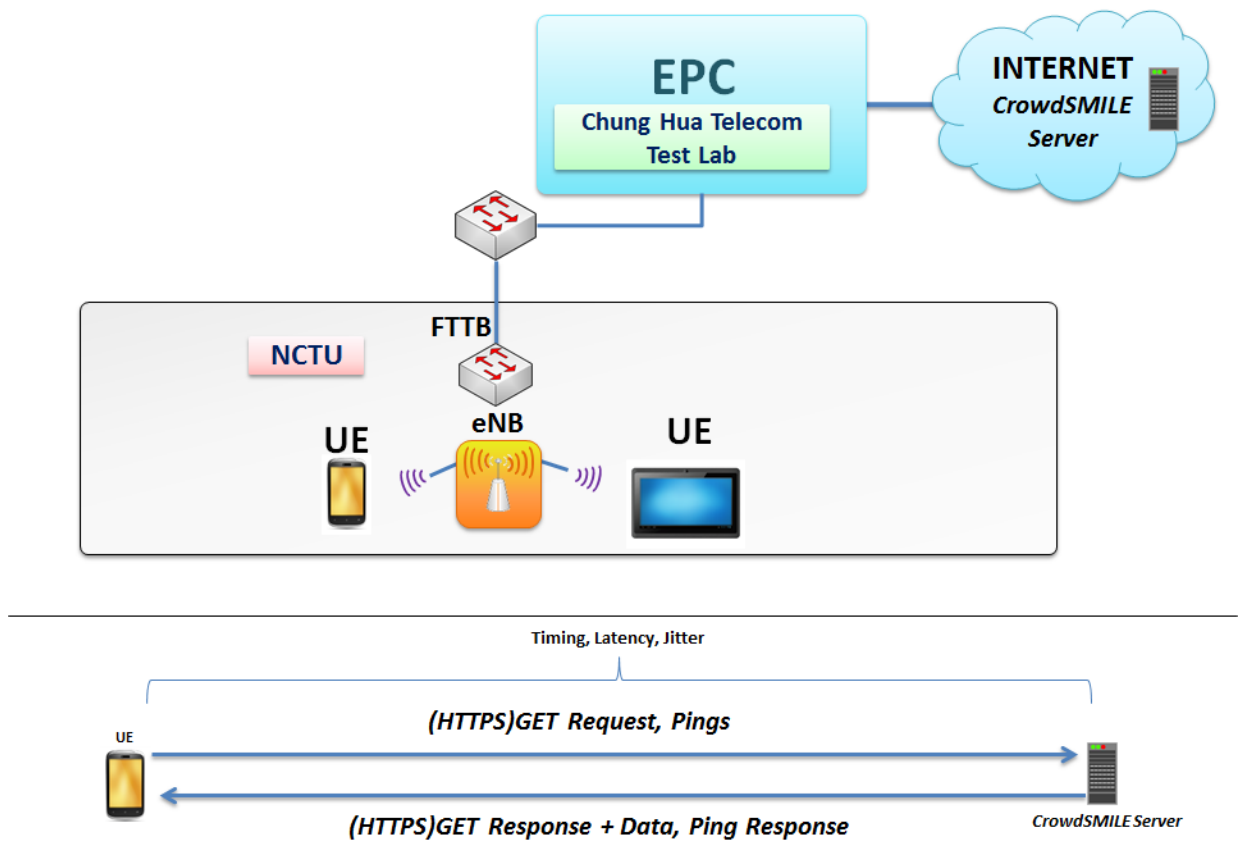 EPC
Chung Hua Telecom
Test Lab
INTERNET
CrowdSMILE
Server
FTTB
NCTU
eNB
UE
UE
Timing, Latency, Jitter
(HTTPS)GET Request, Pings
UE
(HTTPS)GET Response + Data, Ping Response
CrowdSMILE Server